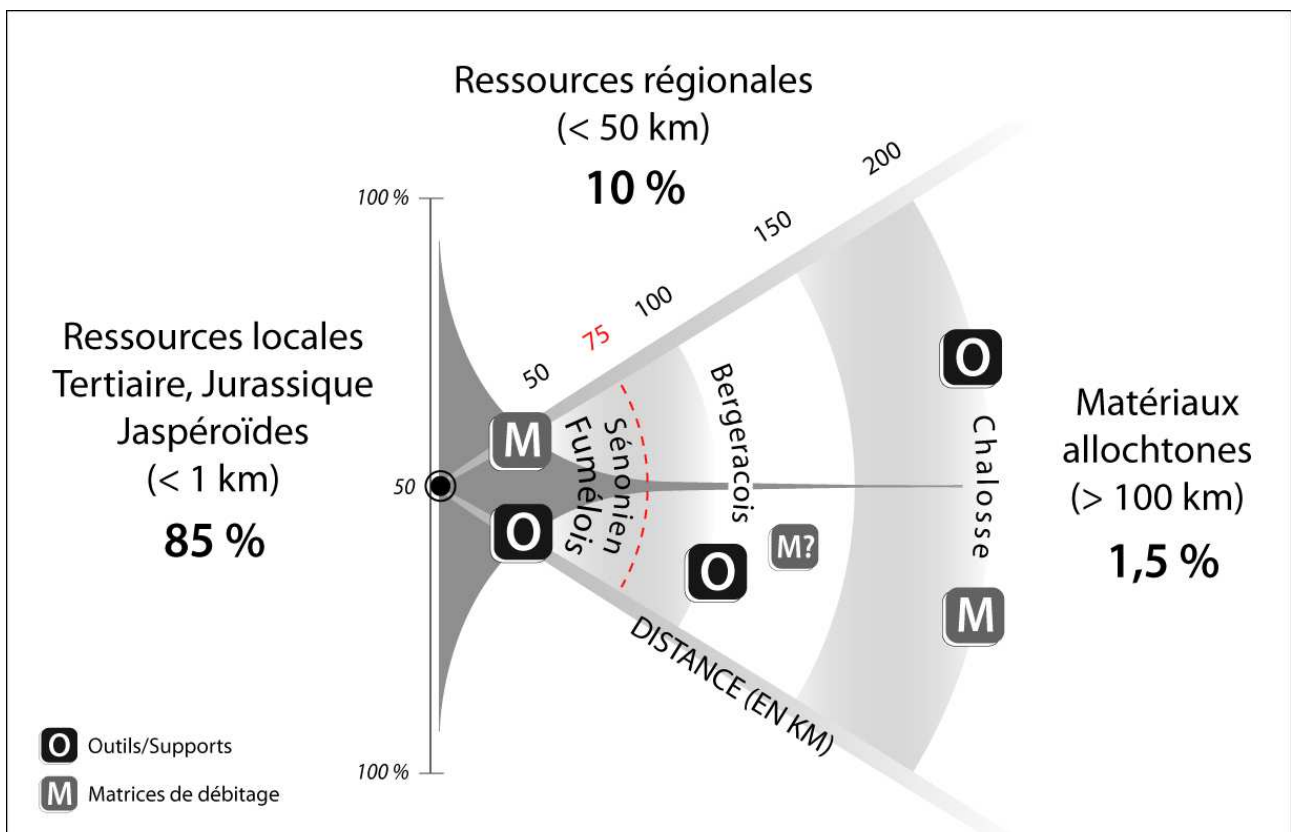 Ressources régionales
(< 50 km)
10 %
Ressources locales
Tertiaire, Jurassique
Jaspéroïdes
(< 1 km)
85 %
100 %
50
100 %
50
75
100
150
200
M
O
Fumélois
Sénonien
Bergeracois
O
M?
O
Chalosse
M
DISTANCE (EN KM)
Matériaux
allochtones
(> 100 km)
1,5 %
O Outils/Supports
M Matrices de débitage